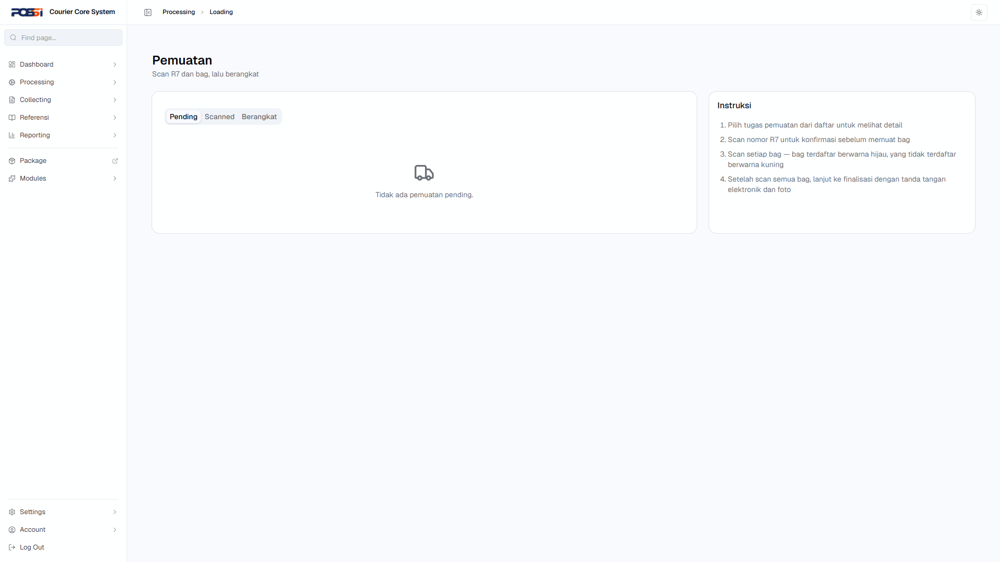 POSSi Courier Core System
Processing
Loading
Find page...
Dashboard
Processing
Collecting
Referensi
Reporting
Package
Modules
Settings
Account
Log Out
Pemuatan
Scan R7 dan bag, lalu berangkat
Pending Scanned Berangkat
Tidak ada pemuatan pending.
Instruksi
1. Pilih tugas pemuatan dari daftar untuk melihat detail
2. Scan nomor R7 untuk konfirmasi sebelum memuat bag
3. Scan setiap bag — bag terdaftar berwarna hijau, yang tidak terdaftar
berwarna kuning
4. Setelah scan semua bag, lanjut ke finalisasi dengan tanda tangan
elektronik dan foto